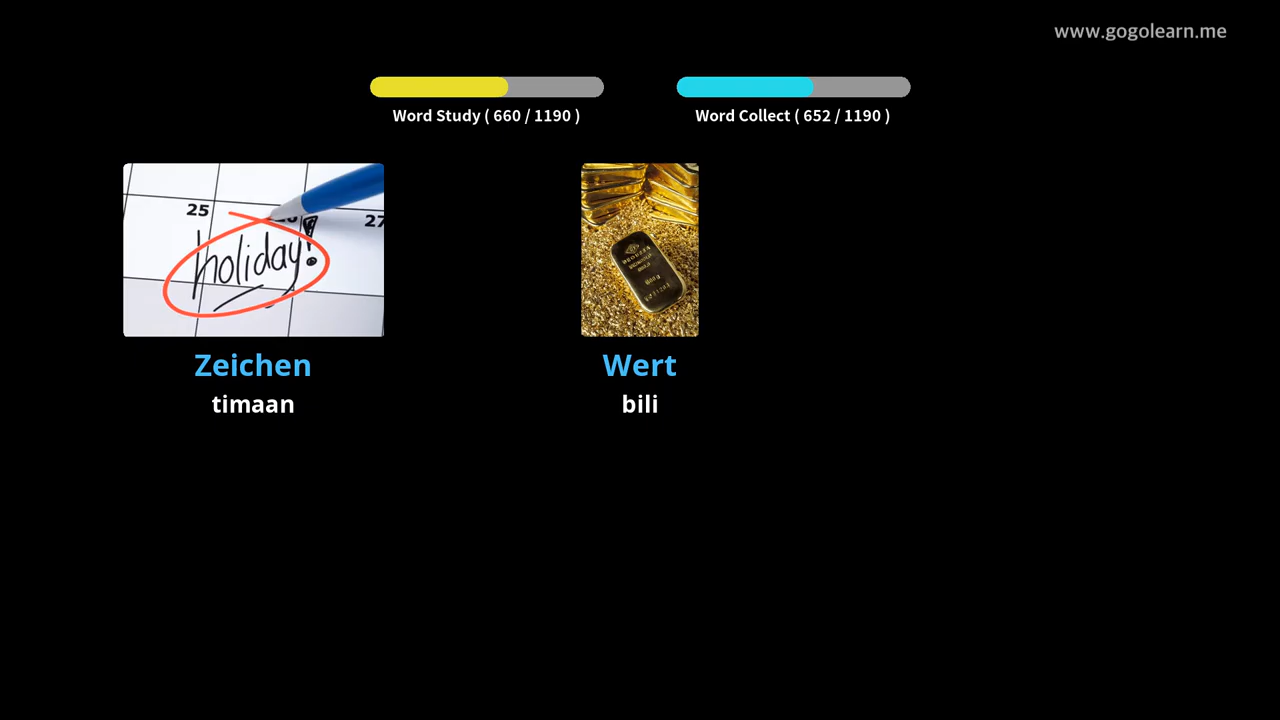 www.gogolearn.me
Word Study ( 660 / 1190 )
Word Collect ( 652 / 1190 )
25
27
holiday!
Zeichen
timaan
Wert
bili